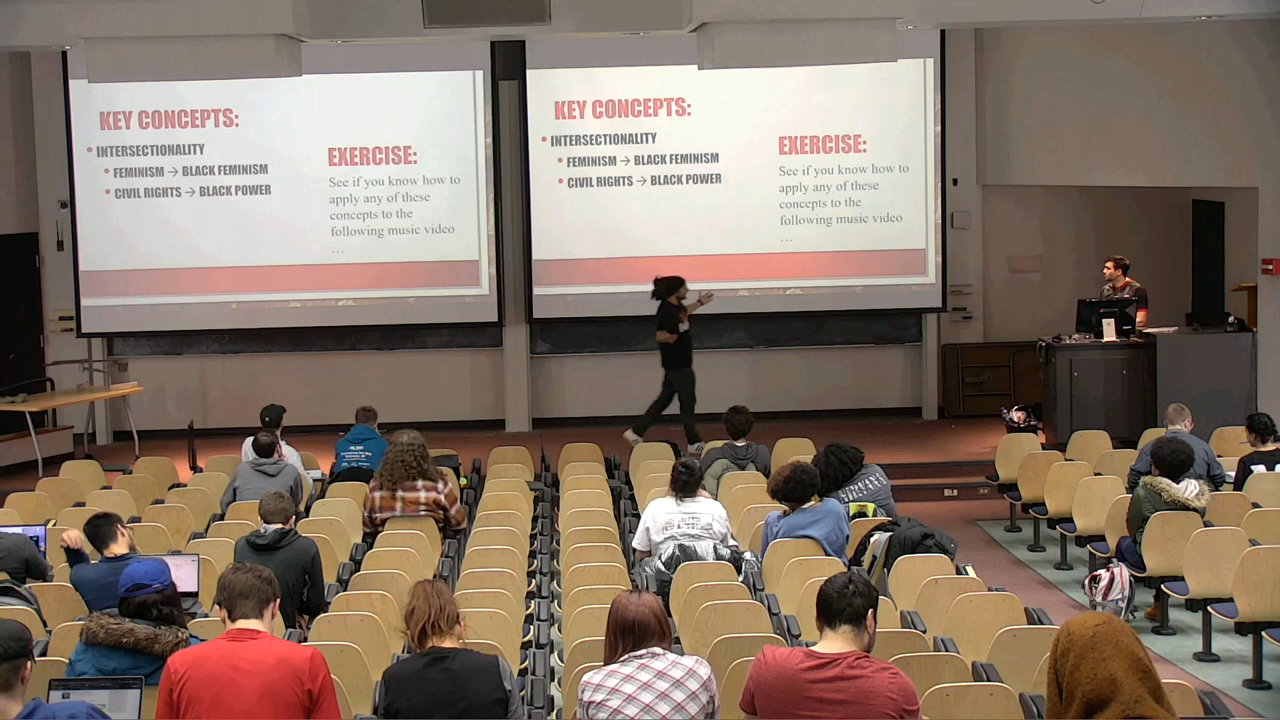 KEY CONCEPTS:
• INTERSECTIONALITY
• FEMINISM → BLACK FEMINISM
• CIVIL RIGHTS → BLACK POWER
EXERCISE:
See if you know how to
apply any of these
concepts to the
following music video
...
KEY CONCEPTS:
• INTERSECTIONALITY
• FEMINISM → BLACK FEMINISM
• CIVIL RIGHTS → BLACK POWER
EXERCISE:
See if you know how to
apply any of these
concepts to the
following music video
...